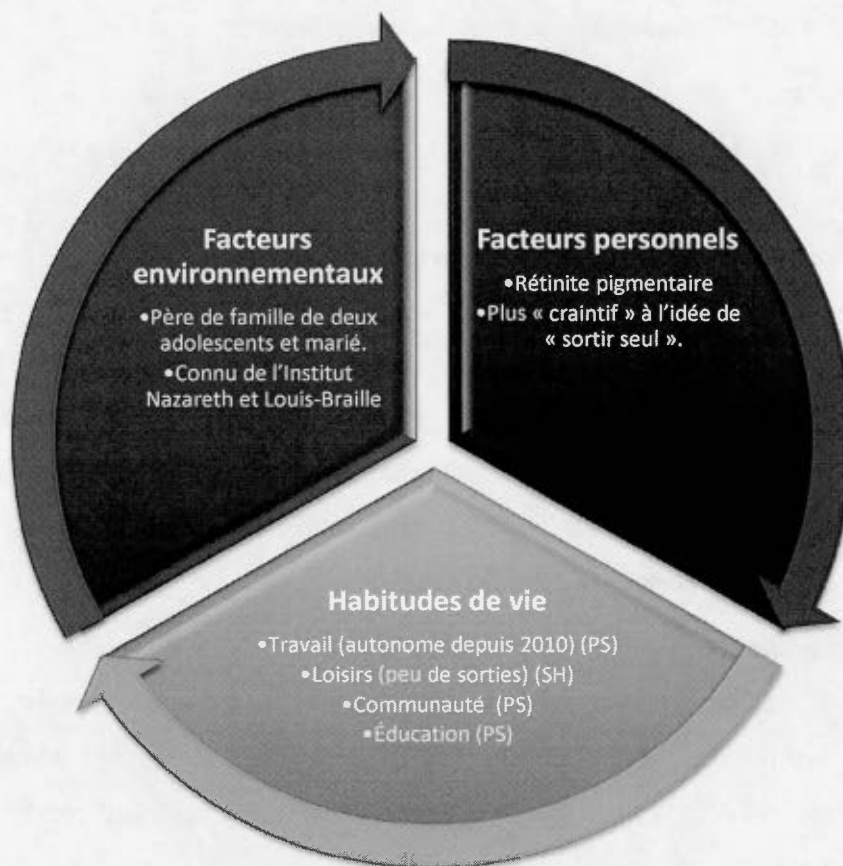 Facteurs
environnementaux
•Père de famille de deux
adolescents et marié.
•Connu de l'Institut
Nazareth et Louis-Braille
Facteurs personnels
•Rétinite pigmentaire
•Plus « craintif » à l'idée de
« sortir seul ».
Habitudes de vie
•Travail (autonome depuis 2010) (PS)
•Loisirs (peu de sorties) (SH)
•Communauté (PS)
•Éducation (PS)